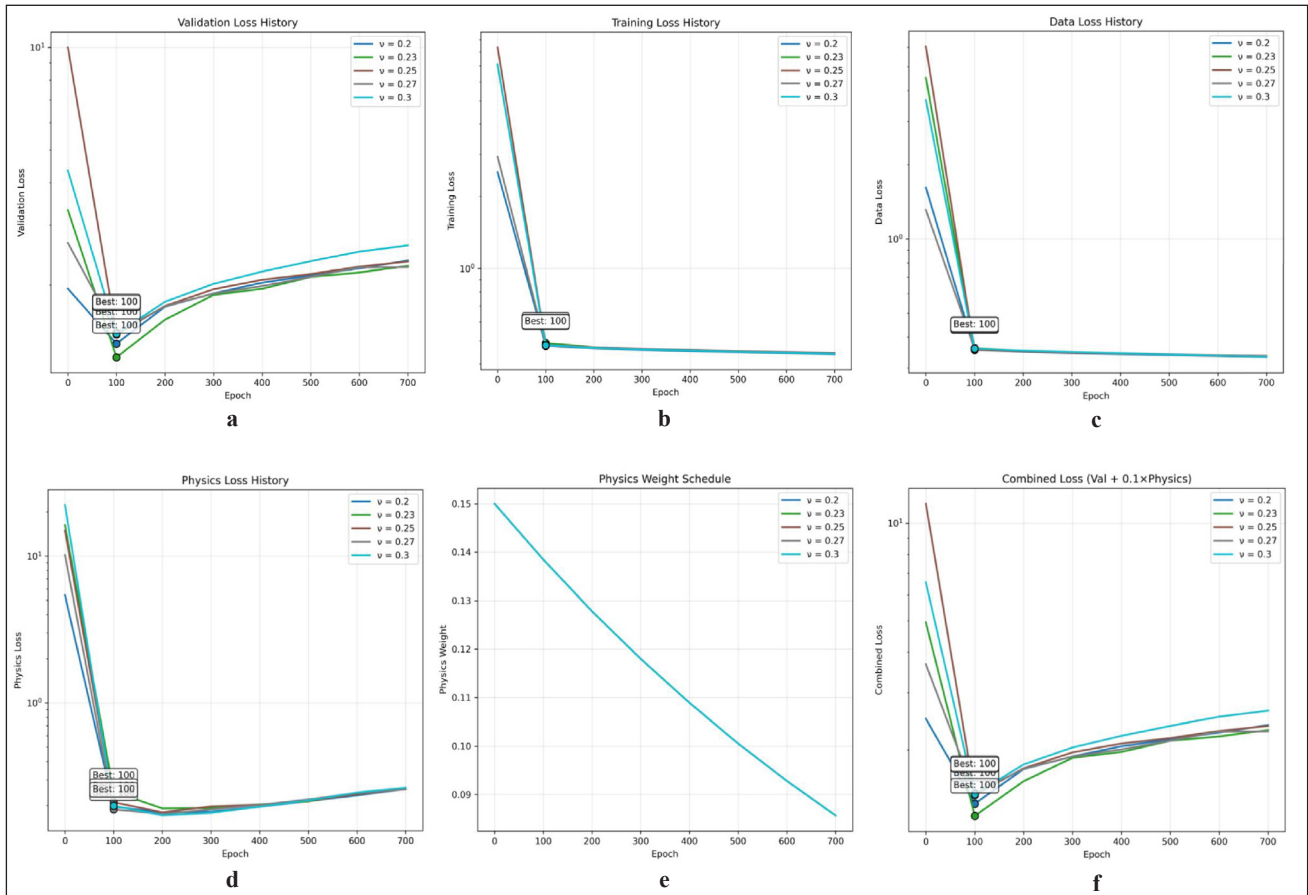 Validation Loss History
10¹
Validation Loss
ν = 0.2
ν = 0.23
ν = 0.25
ν = 0.27
ν = 0.3
Best: 100
Best: 100
Best: 100
0 100 200 300 400 500 600 700
Epoch
a
Training Loss History
10⁰
Training Loss
ν = 0.2
ν = 0.23
ν = 0.25
ν = 0.27
ν = 0.3
Best: 100
0 100 200 300 400 500 600 700
Epoch
b
Data Loss History
10⁰
Data Loss
ν = 0.2
ν = 0.23
ν = 0.25
ν = 0.27
ν = 0.3
Best: 100
0 100 200 300 400 500 600 700
Epoch
c
Physics Loss History
10¹
10⁰
Physics Loss
ν = 0.2
ν = 0.23
ν = 0.25
ν = 0.27
ν = 0.3
Best: 100
Best: 100
0 100 200 300 400 500 600 700
Epoch
d
Physics Weight Schedule
0.15
0.14
0.13
0.12
0.11
0.10
0.09
Physics Weight
ν = 0.2
ν = 0.23
ν = 0.25
ν = 0.27
ν = 0.3
0 100 200 300 400 500 600 700
Epoch
e
Combined Loss (Val + 0.1×Physics)
10¹
Combined Loss
ν = 0.2
ν = 0.23
ν = 0.25
ν = 0.27
ν = 0.3
Best: 100
Best: 100
Best: 100
0 100 200 300 400 500 600 700
Epoch
f